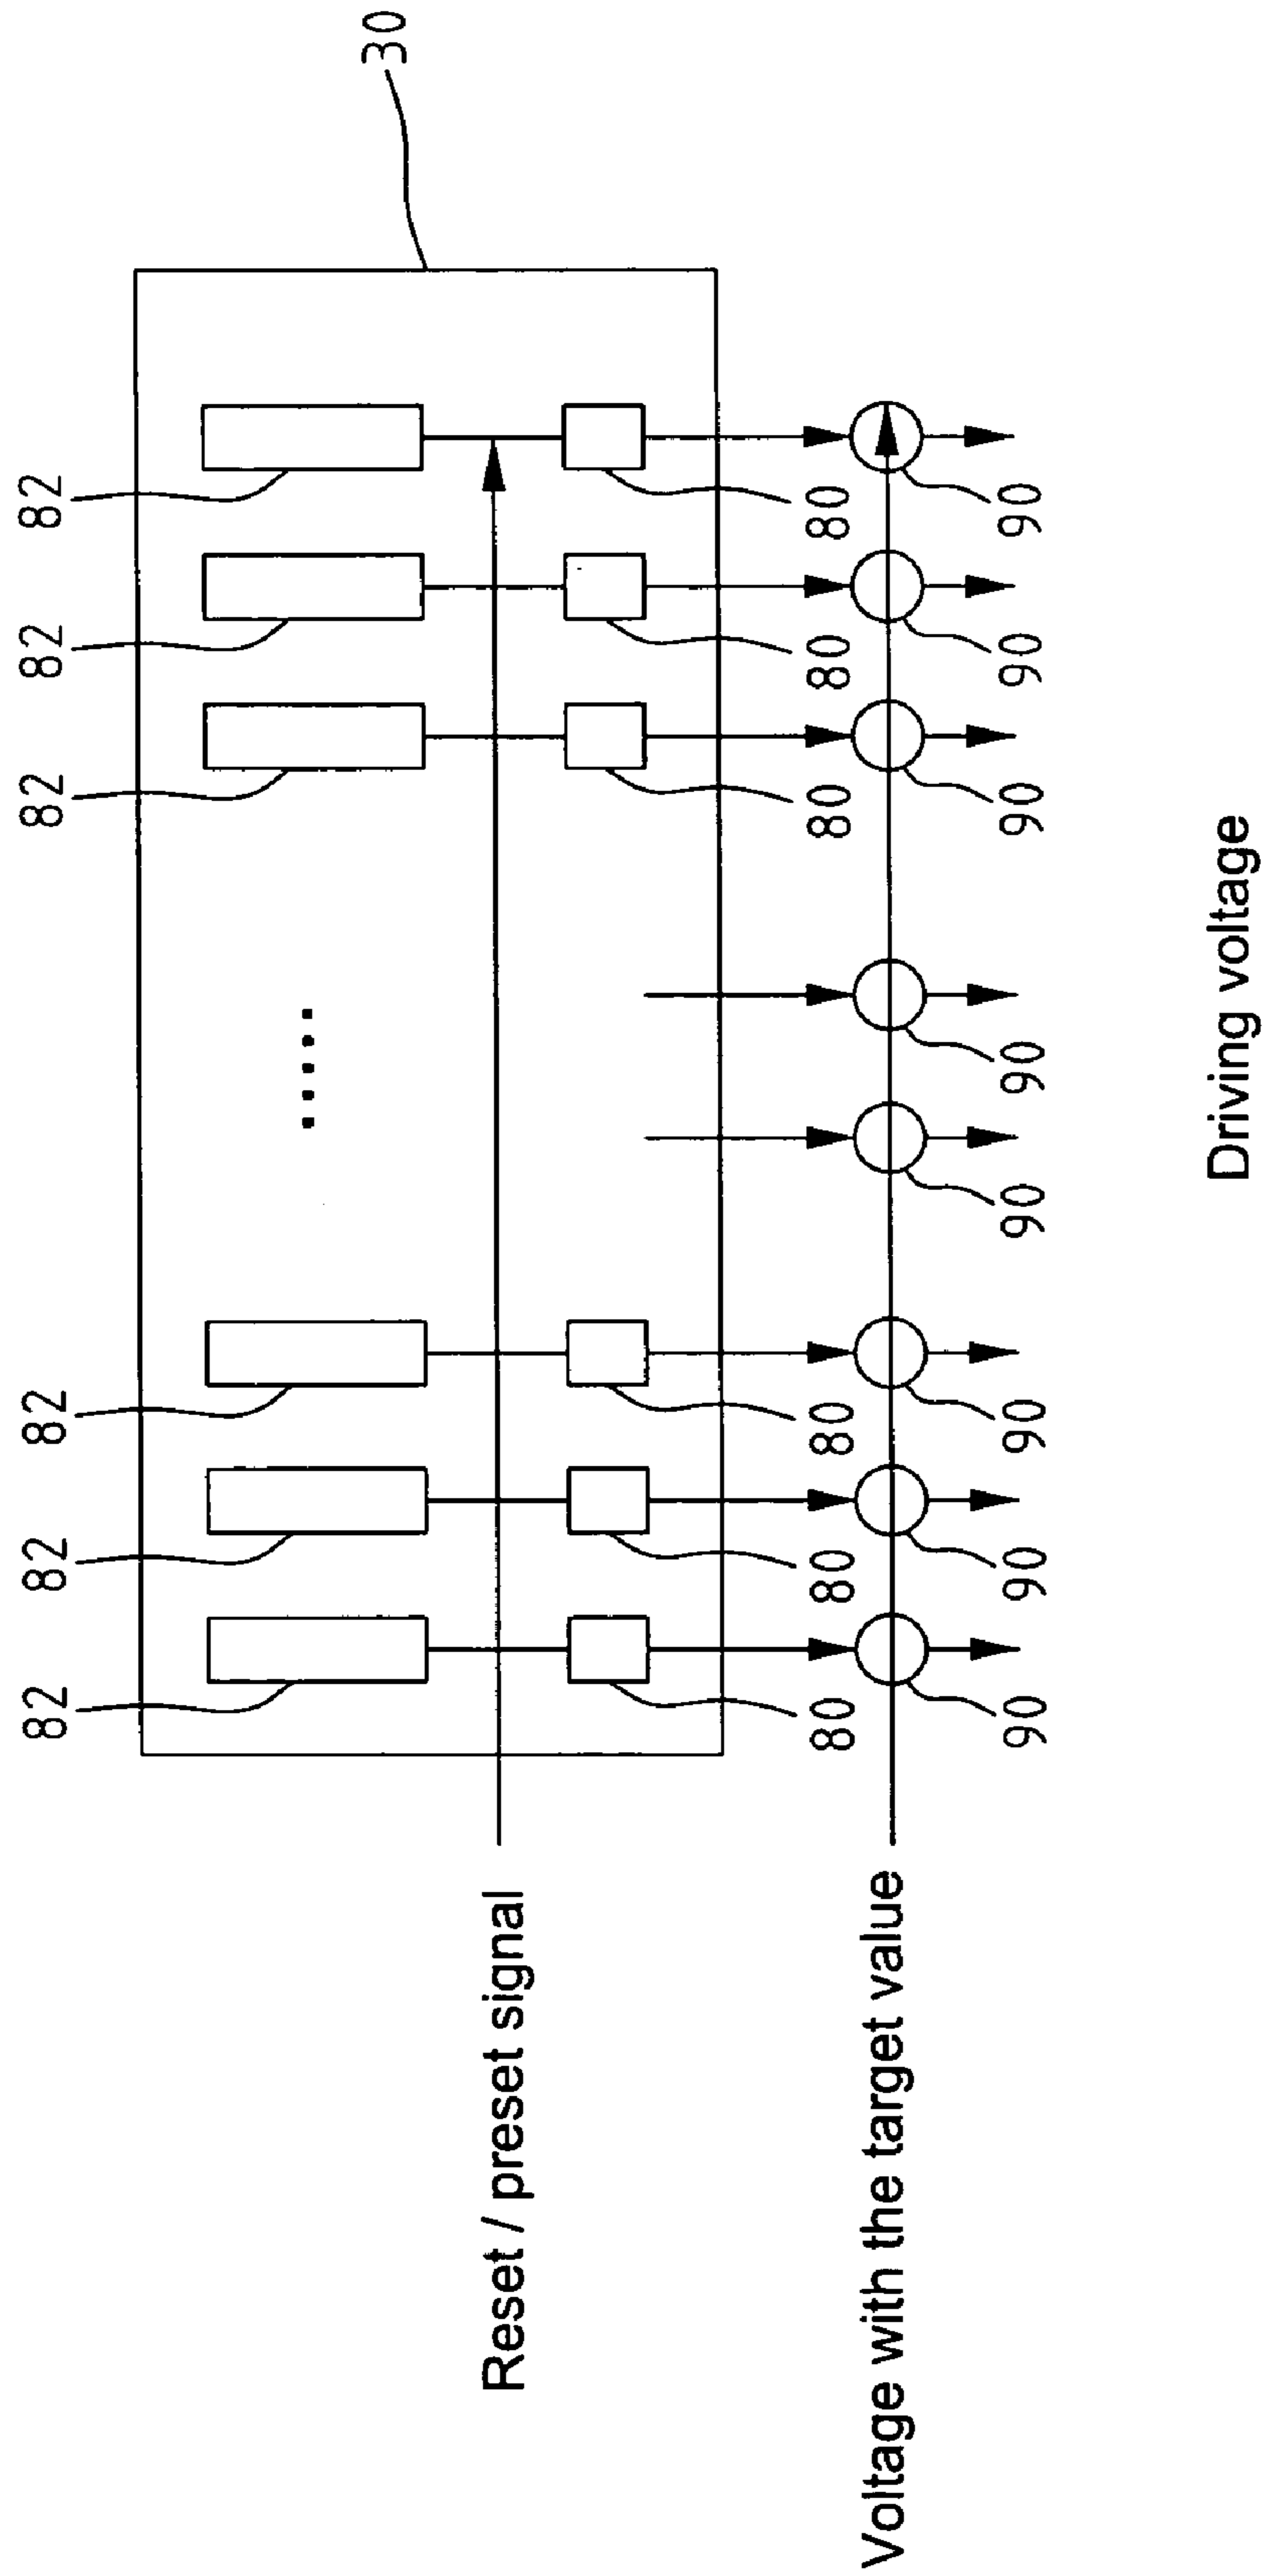 82 82 82 82 82 82
30
Reset / preset signal
80 80 80 80 80 80
Voltage with the target value
90 90 90 90 90 90 90 90
Driving voltage